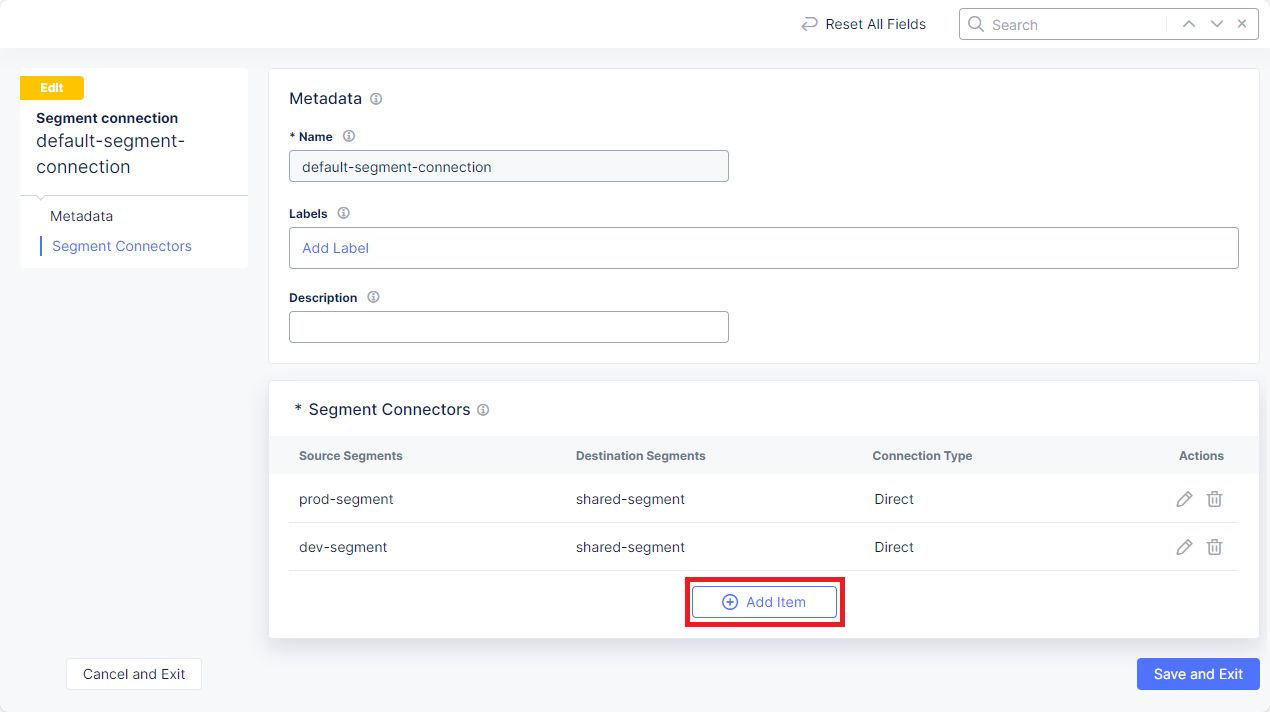 Reset All Fields
Search
Edit
Segment connection
default-segment-
connection
Metadata
Segment Connectors
Metadata
* Name
default-segment-connection
Labels
Add Label
Description
* Segment Connectors
Source Segments Destination Segments Connection Type Actions
prod-segment shared-segment Direct
dev-segment shared-segment Direct
Add Item
Cancel and Exit
Save and Exit